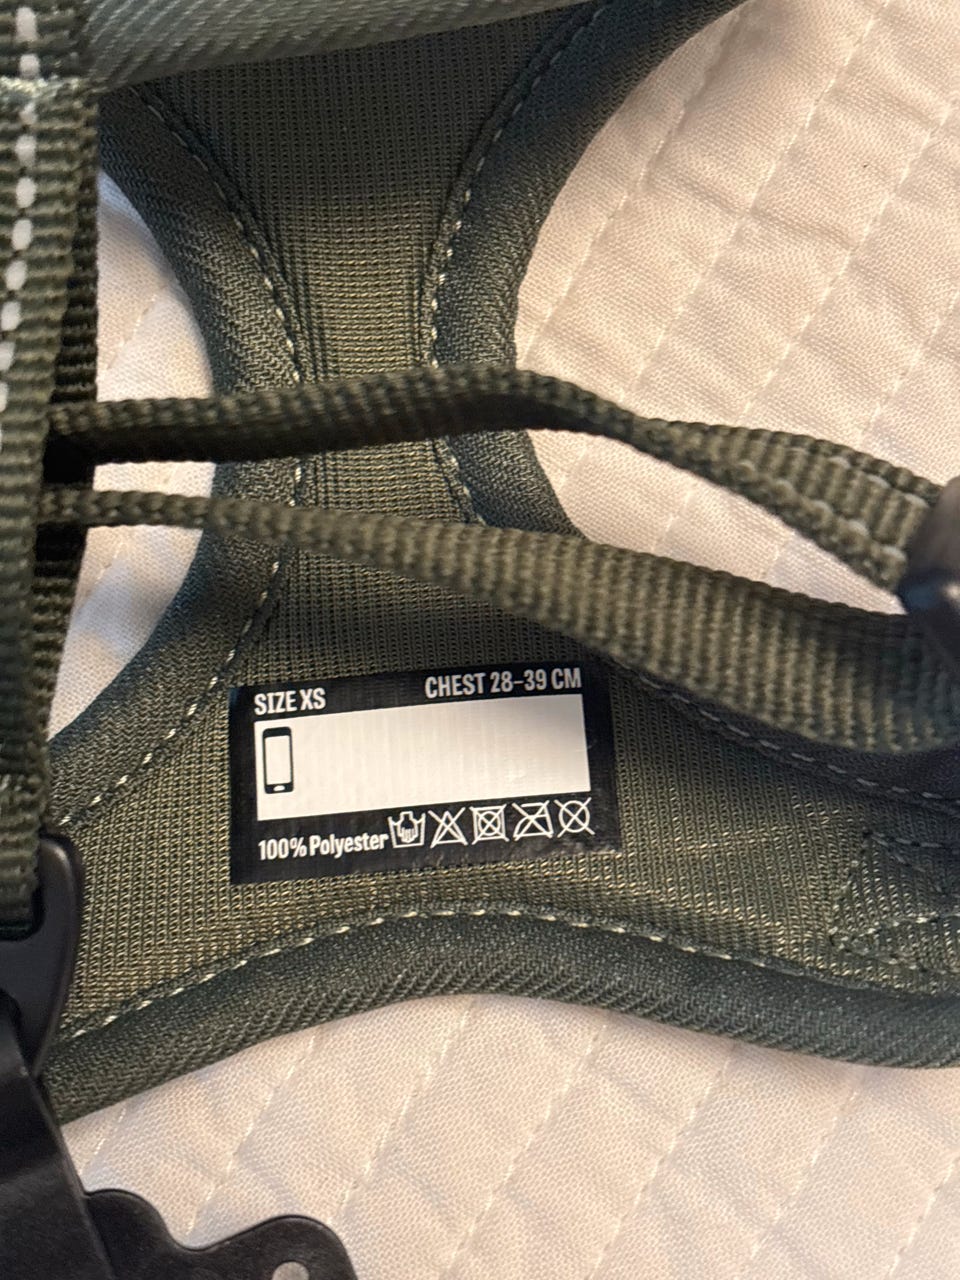 SIZE XS CHEST 28–39 CM
100% Polyester